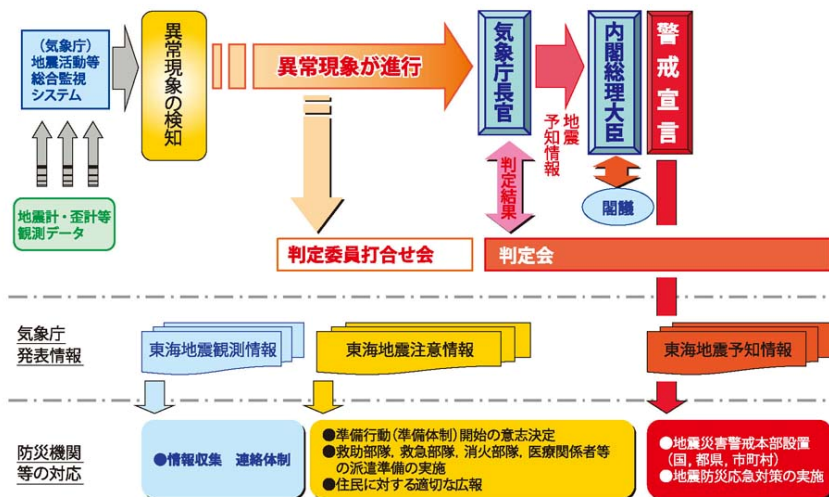 (気象庁)
地震活動等
総合監視
システム
異常現象の検知
異常現象が進行
気象庁長官
地震
予知情報
内閣総理大臣
警戒宣言
判定結果
閣議
地震計・歪計等
観測データ
判定委員打合せ会
判定会
気象庁
発表情報
東海地震観測情報
東海地震注意情報
東海地震予知情報
防災機関
等の対応
●情報収集 連絡体制
●準備行動(準備体制)開始の意志決定
●救助部隊,救急部隊,消火部隊,医療関係者等
の派遣準備の実施
●住民に対する適切な広報
●地震災害警戒本部設置
(国,都県,市町村)
●地震防災応急対策の実施